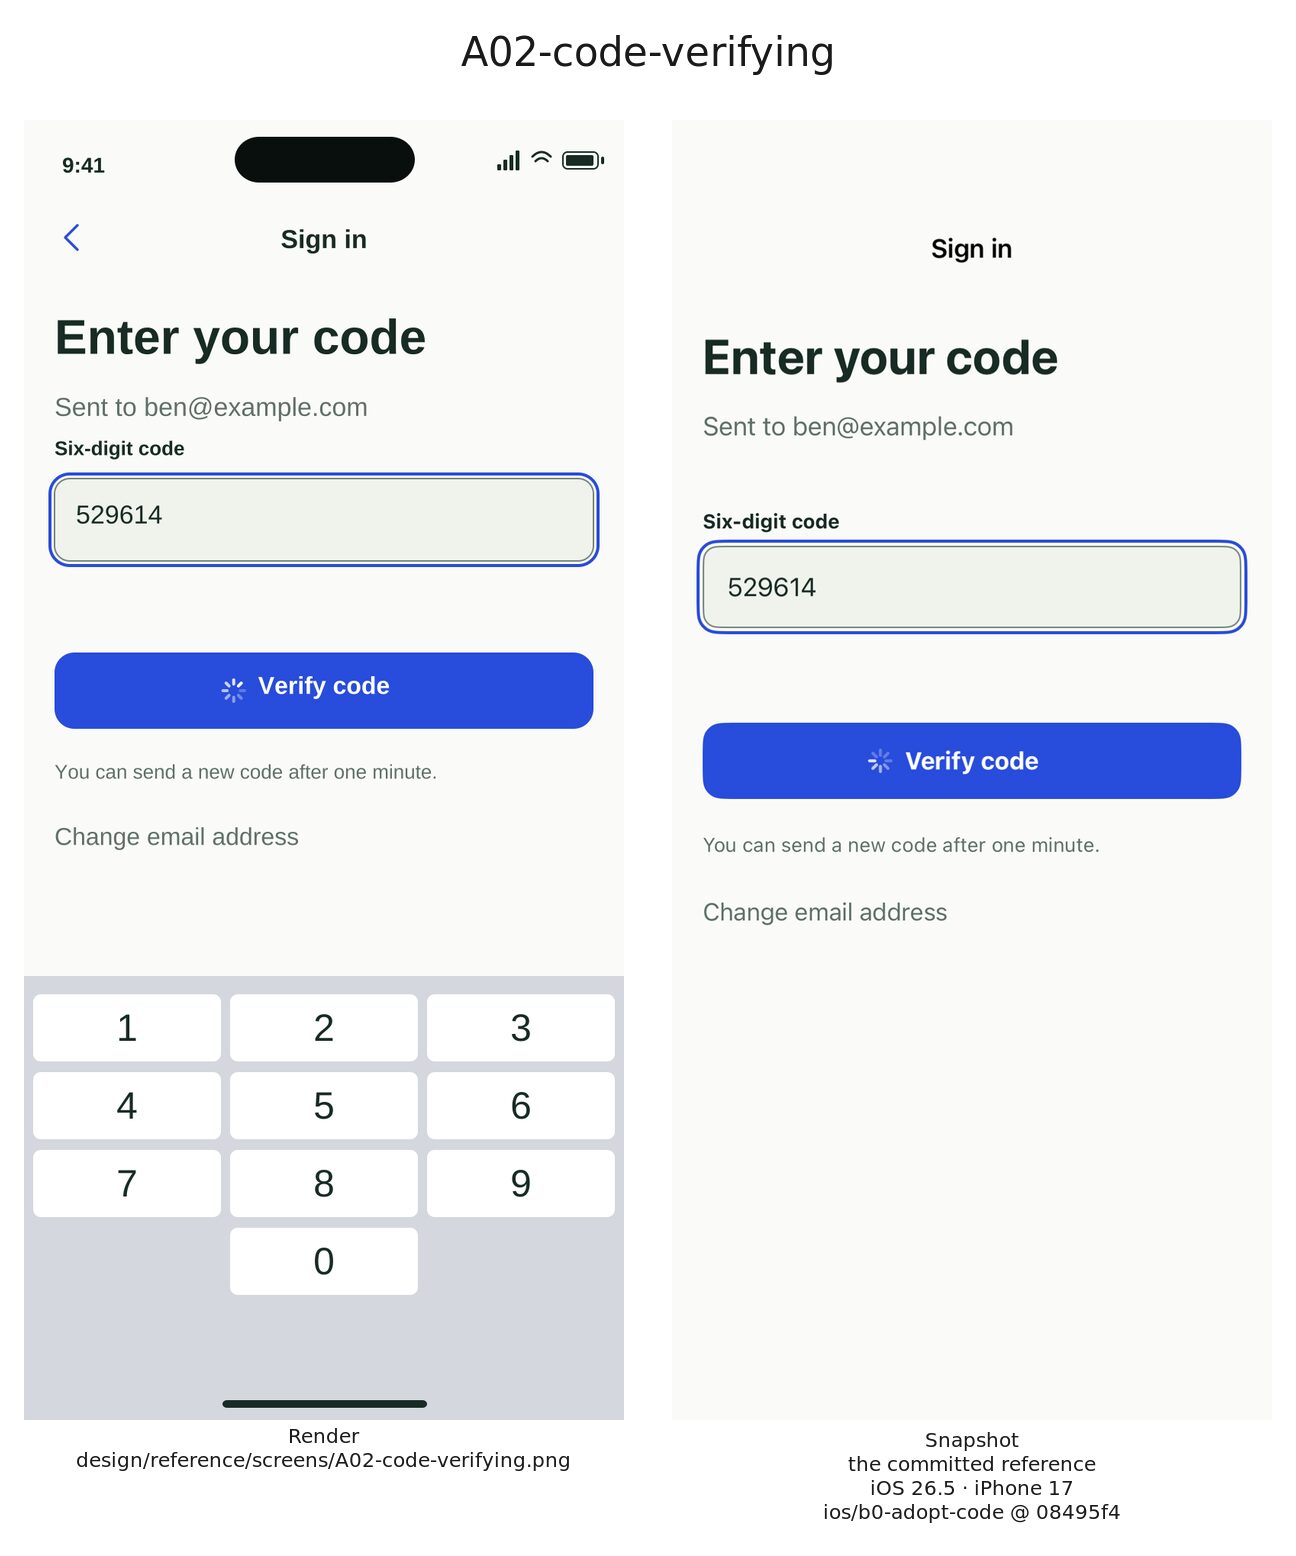 A02-code-verifying
9:41
Sign in
Enter your code
Sent to ben@example.com
Six-digit code
529614
Verify code
You can send a new code after one minute.
Change email address
1 2 3
4 5 6
7 8 9
0
Render
design/reference/screens/A02-code-verifying.png
Sign in
Enter your code
Sent to ben@example.com
Six-digit code
529614
Verify code
You can send a new code after one minute.
Change email address
Snapshot
the committed reference
iOS 26.5 · iPhone 17
ios/b0-adopt-code @ 08495f4